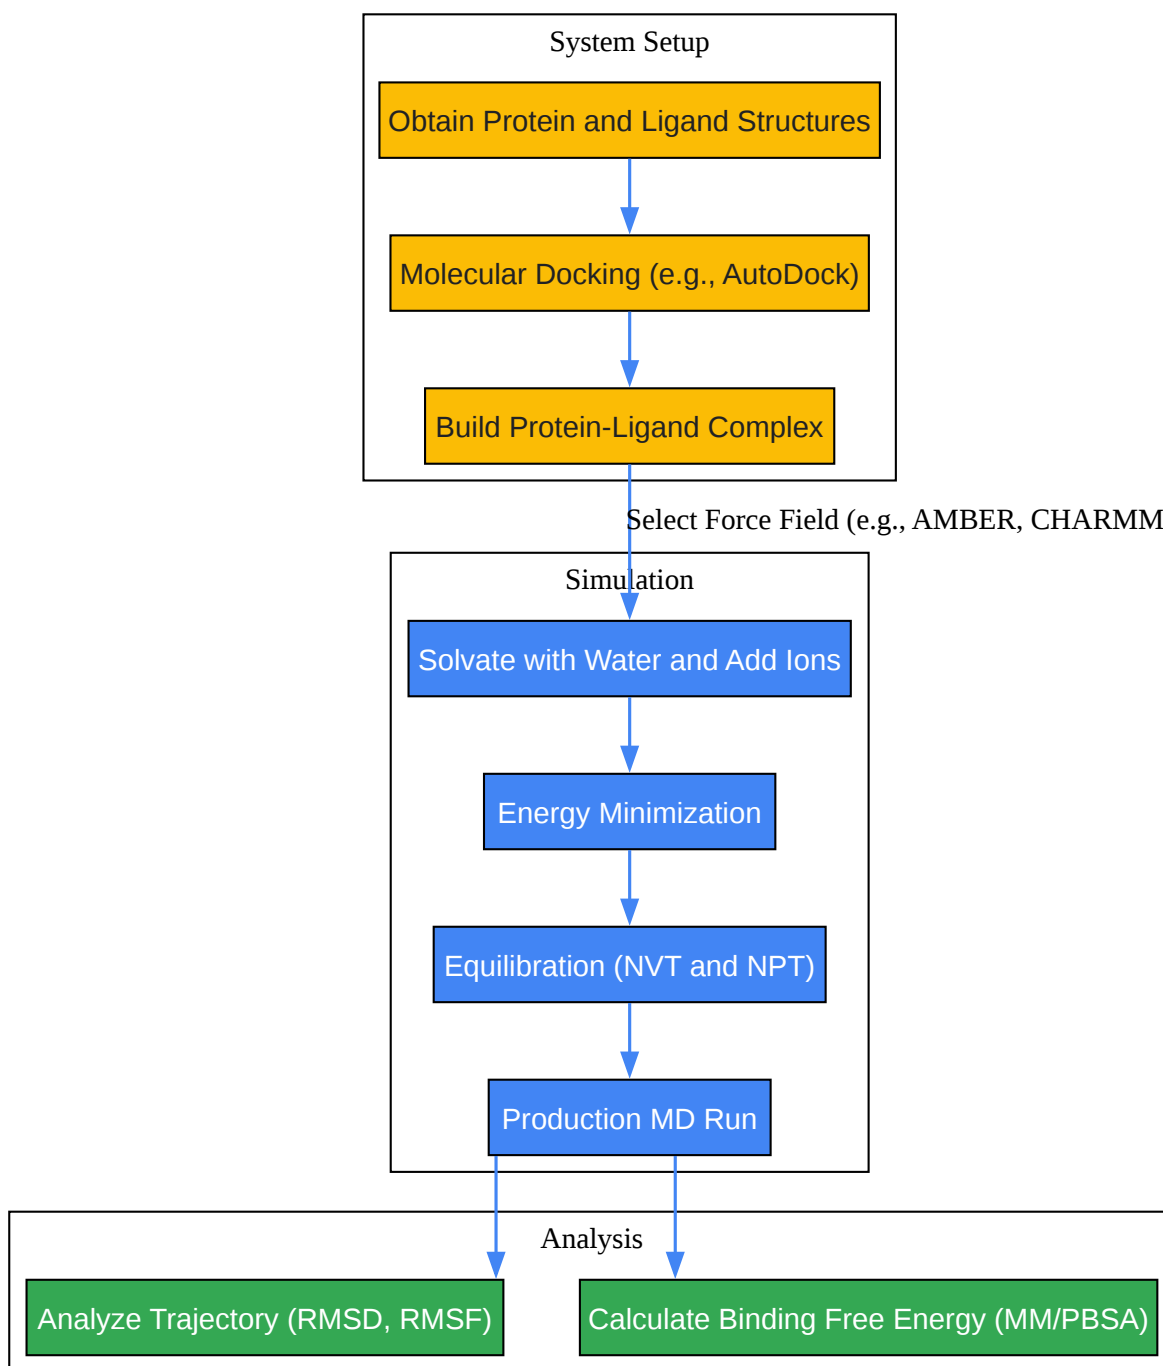 System Setup
Obtain Protein and Ligand Structures
Molecular Docking (e.g., AutoDock)
Build Protein-Ligand Complex
Select Force Field (e.g., AMBER, CHARMM
Simulation
Solvate with Water and Add Ions
Energy Minimization
Equilibration (NVT and NPT)
Production MD Run
Analysis
Analyze Trajectory (RMSD, RMSF)
Calculate Binding Free Energy (MM/PBSA)